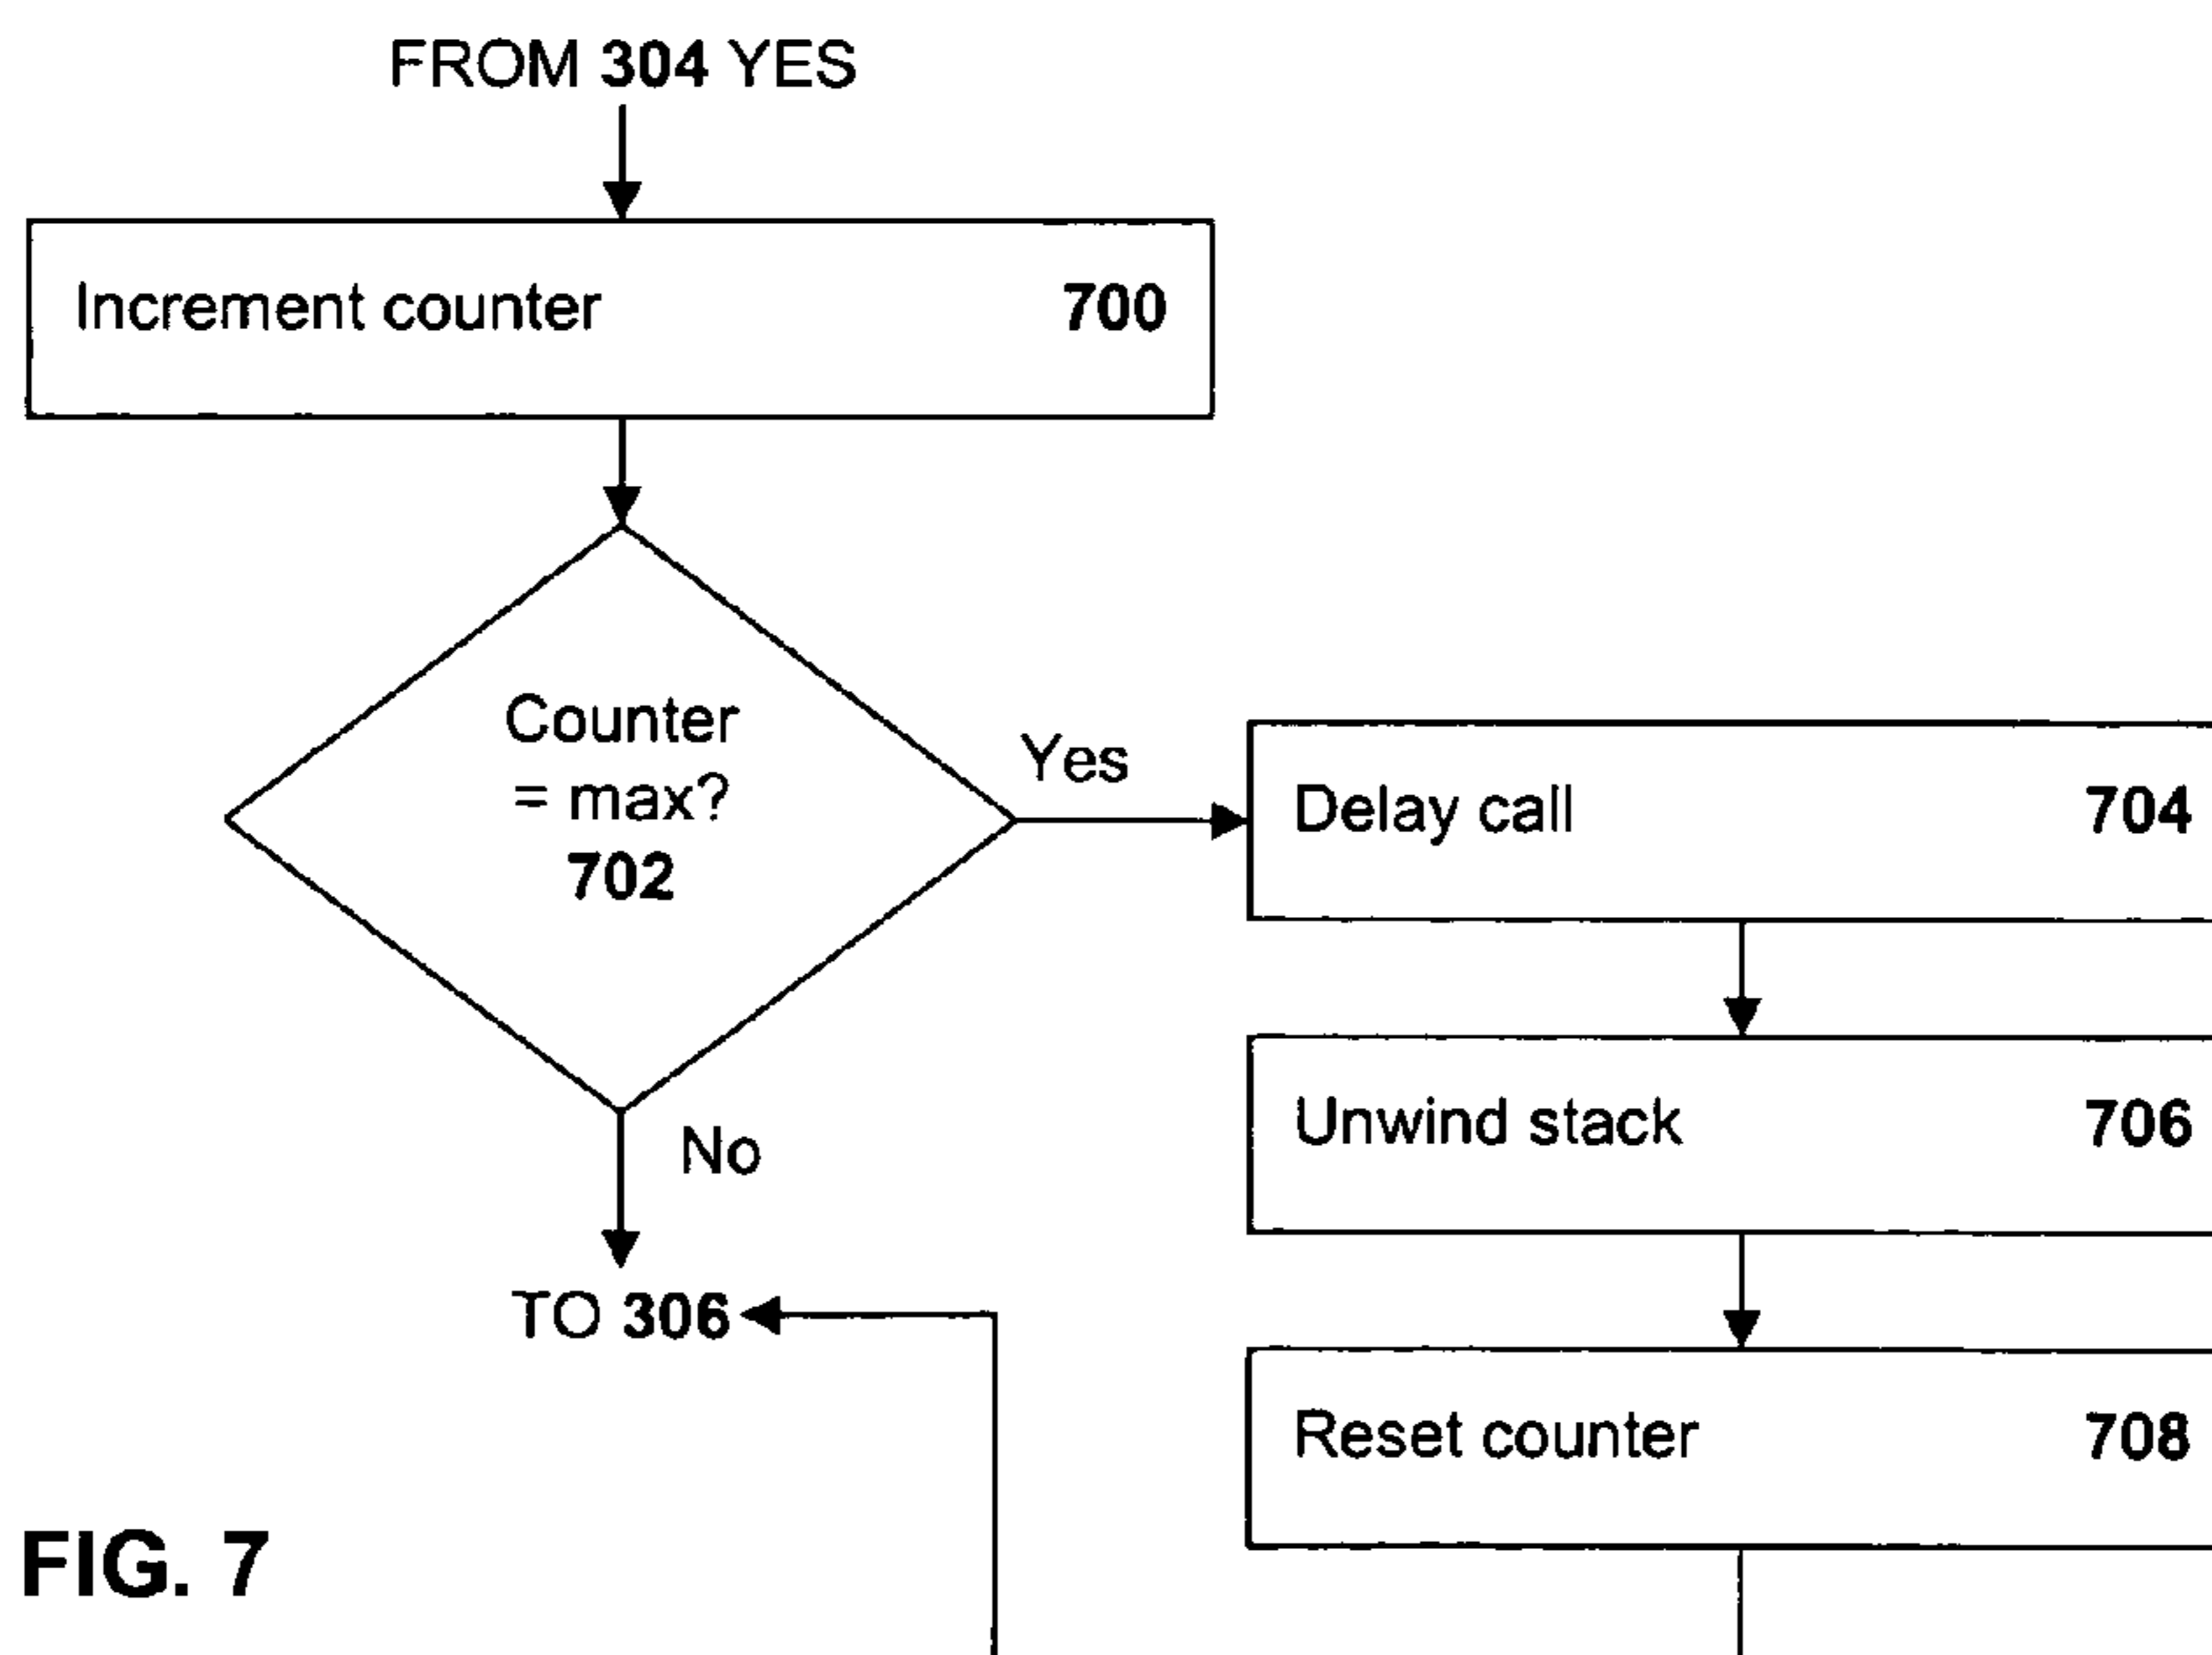 FROM 304 YES
Increment counter 700
Counter
= max?
702
Yes
Delay call 704
Unwind stack 706
No
TO 306
Reset counter 708
FIG. 7